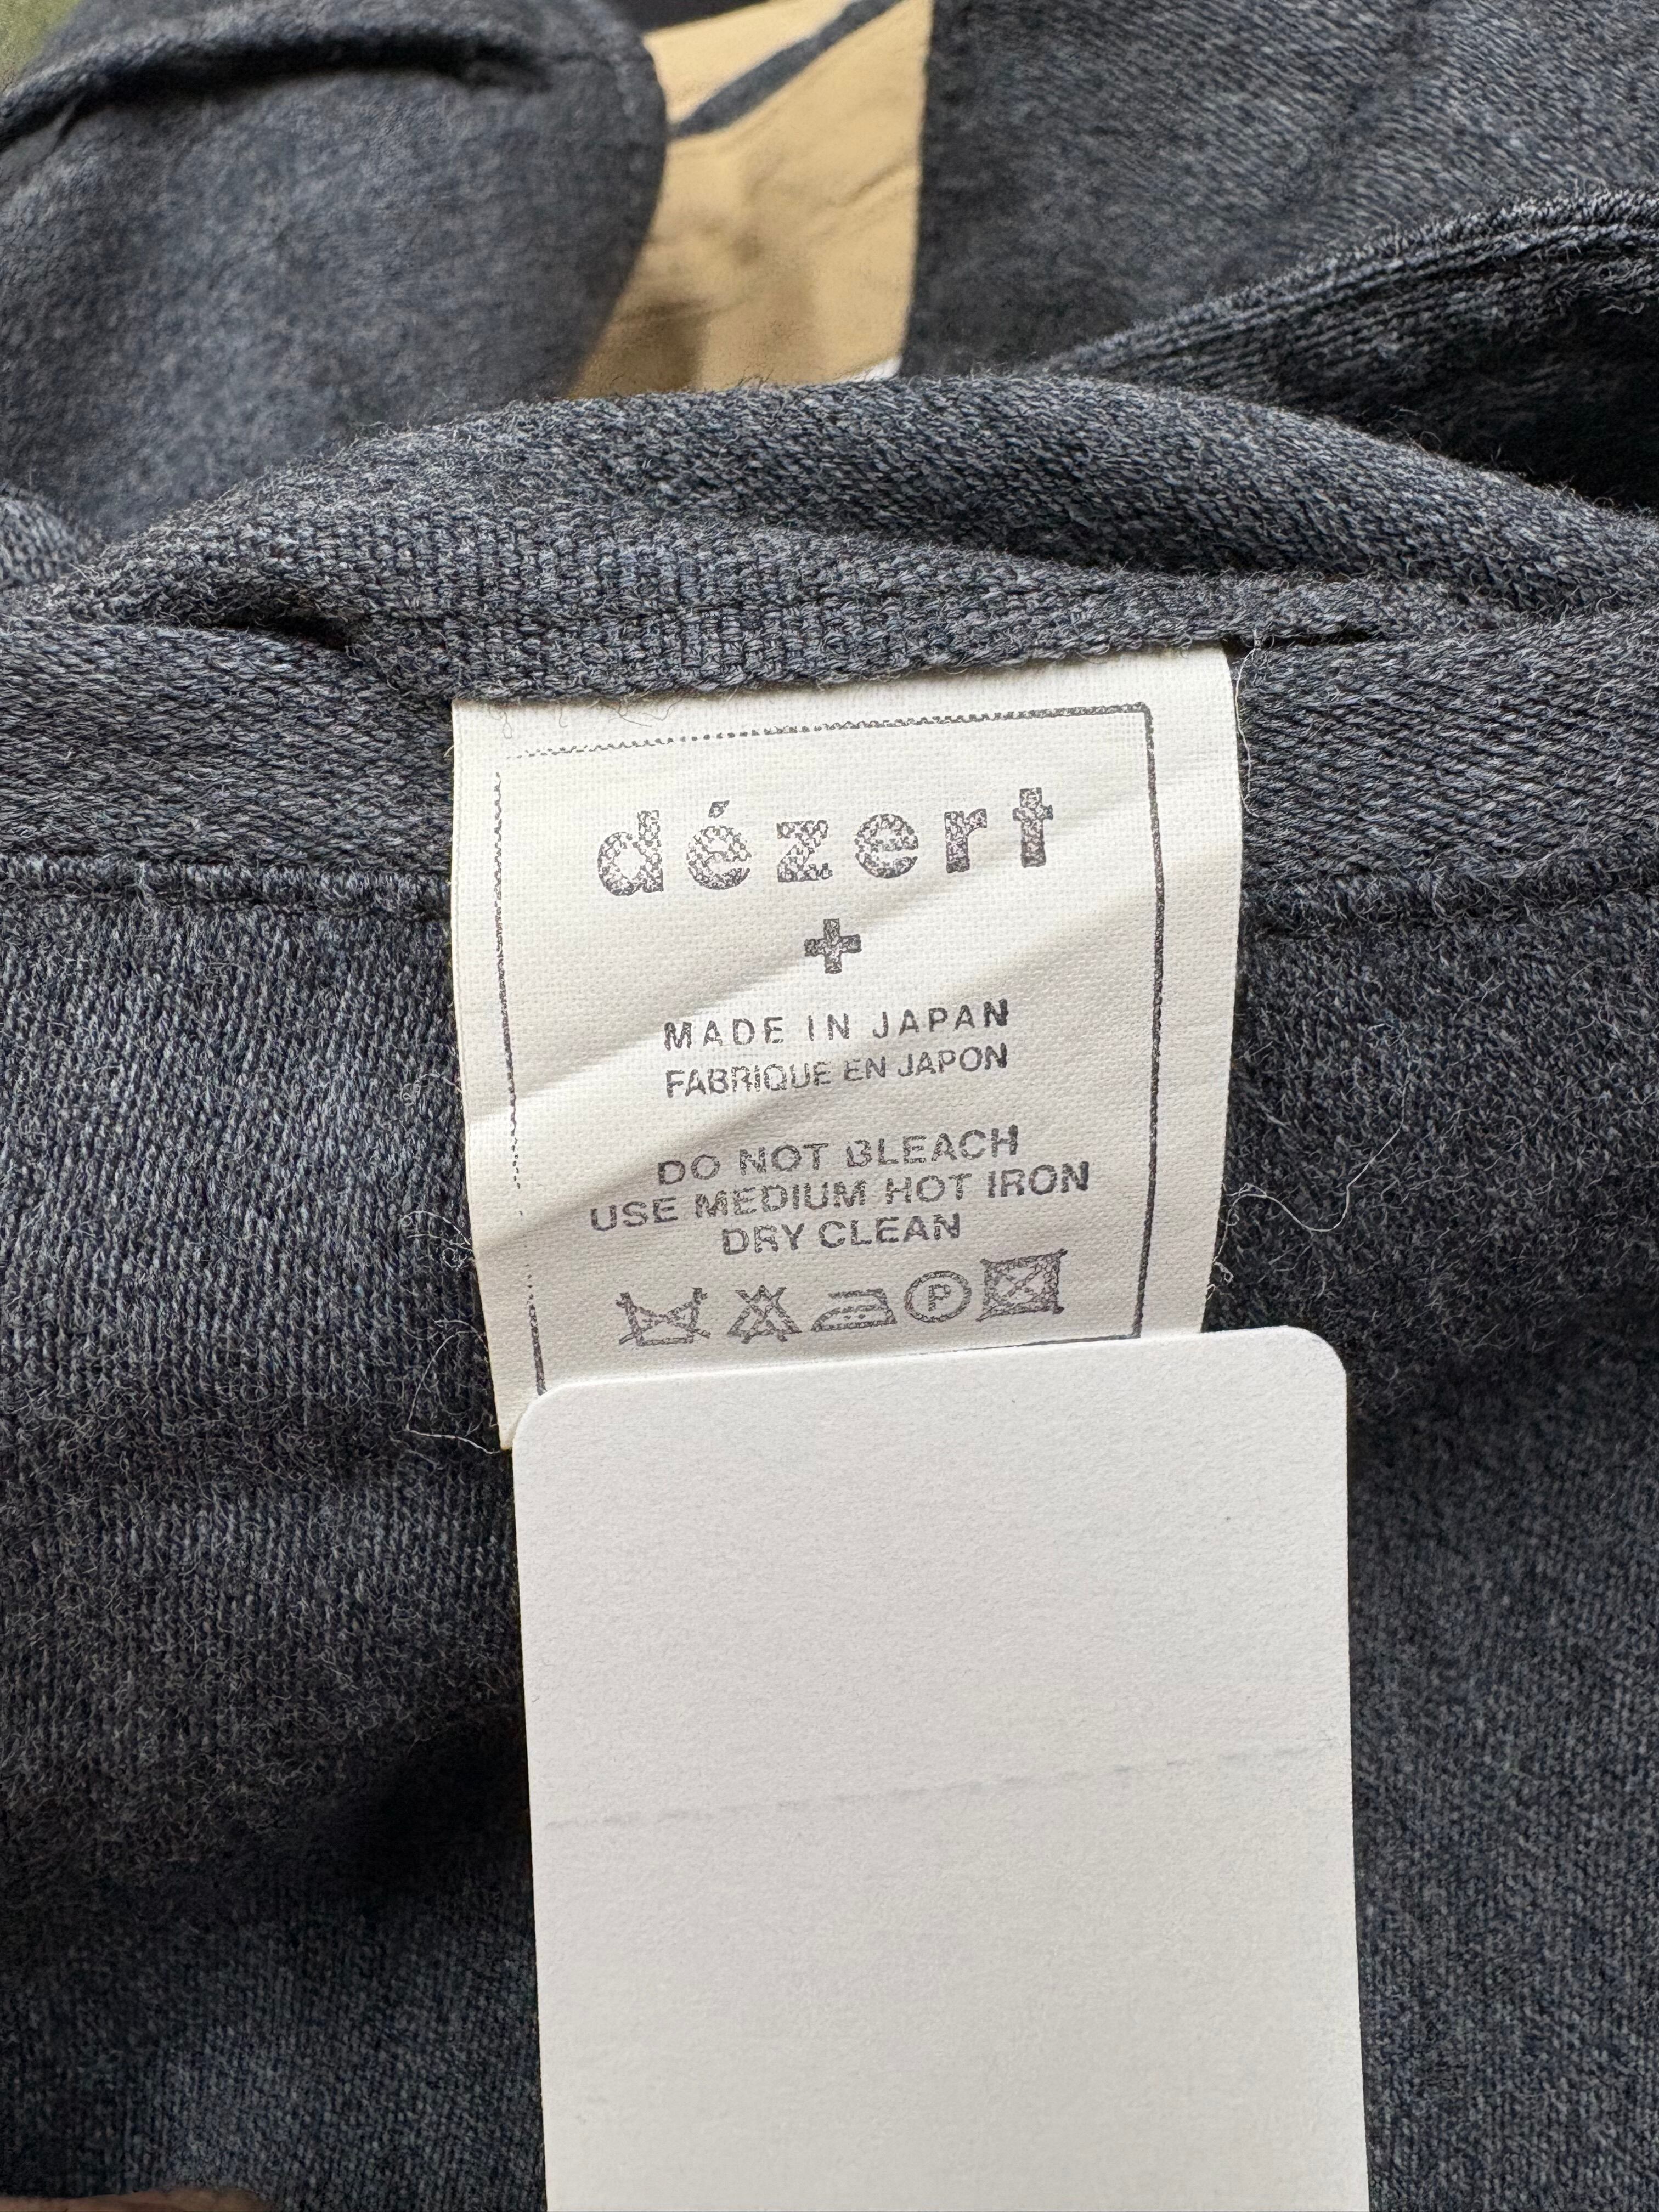 dézert
+
MADE IN JAPAN
FABRIQUE EN JAPON
DO NOT BLEACH
USE MEDIUM HOT IRON
DRY CLEAN
P